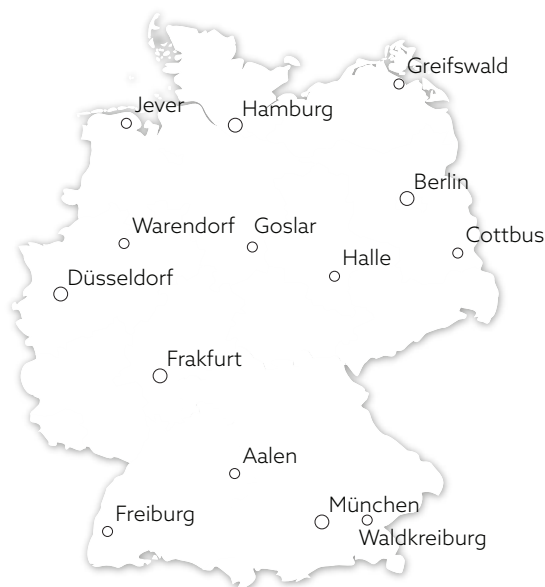 Greifswald
Jever
Hamburg
Berlin
Warendorf
Goslar
Cottbus
Halle
Düsseldorf
Frakfurt
Aalen
Freiburg
München
Waldkreiburg